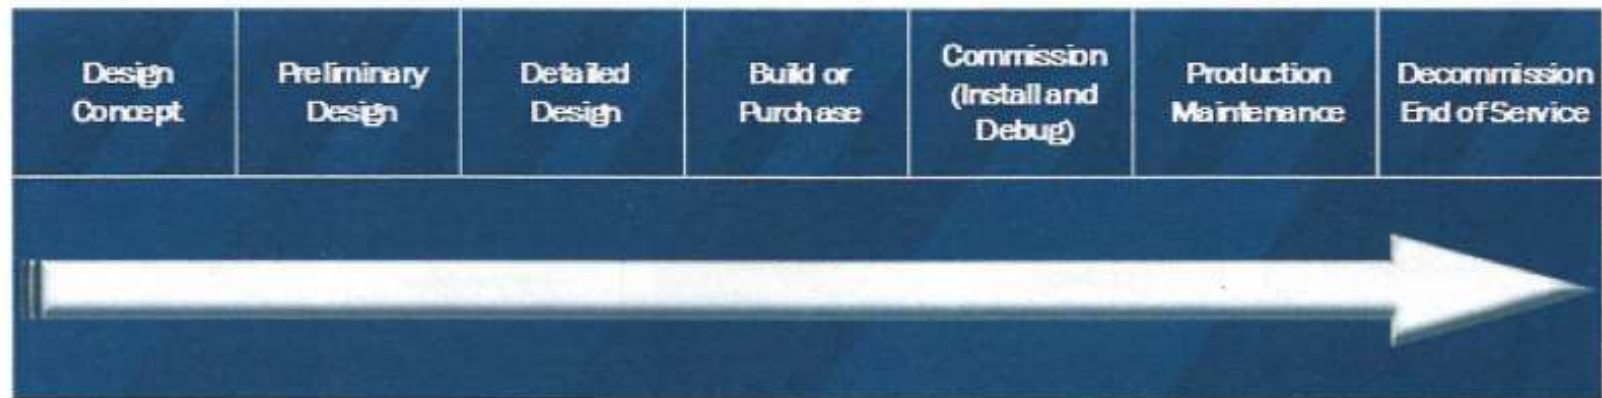 Design
Concept
Preliminary
Design
Detailed
Design
Build or
Purchase
Commission
(Install and
Debug)
Production
Maintenance
Decommission
End of Service